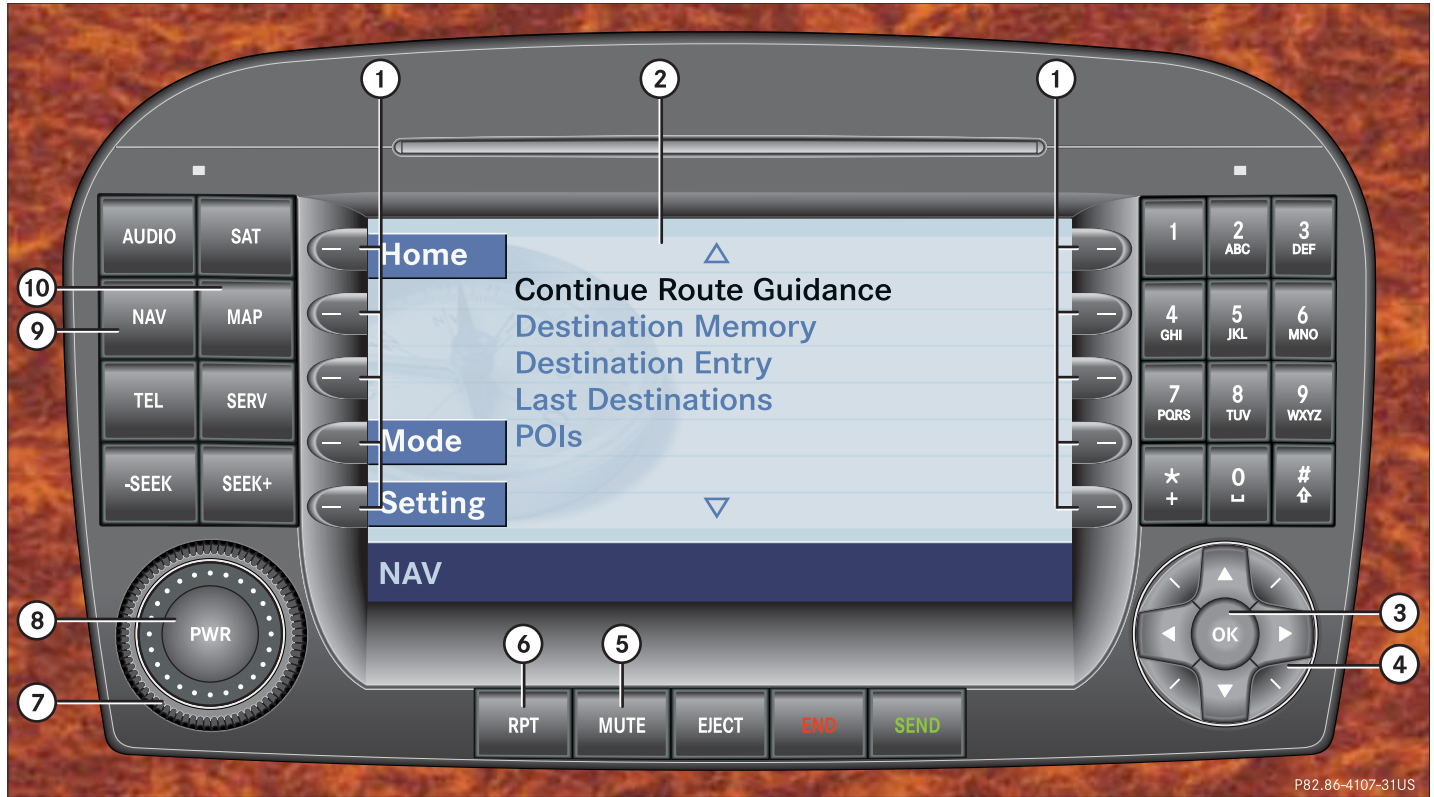 1
2
1
AUDIO
SAT
10
NAV
MAP
9
TEL
SERV
-SEEK
SEEK+
8
PWR
7
Home
Continue Route Guidance
Destination Memory
Destination Entry
Last Destinations
Mode
POIs
Setting
NAV
6
5
RPT
MUTE
EJECT
END
SEND
1
2
ABC
3
DEF
4
GHI
5
JKL
6
MNO
7
PQRS
8
TUV
9
WXYZ
*
+
0
#
OK
3
4
P82.86-4107-31US